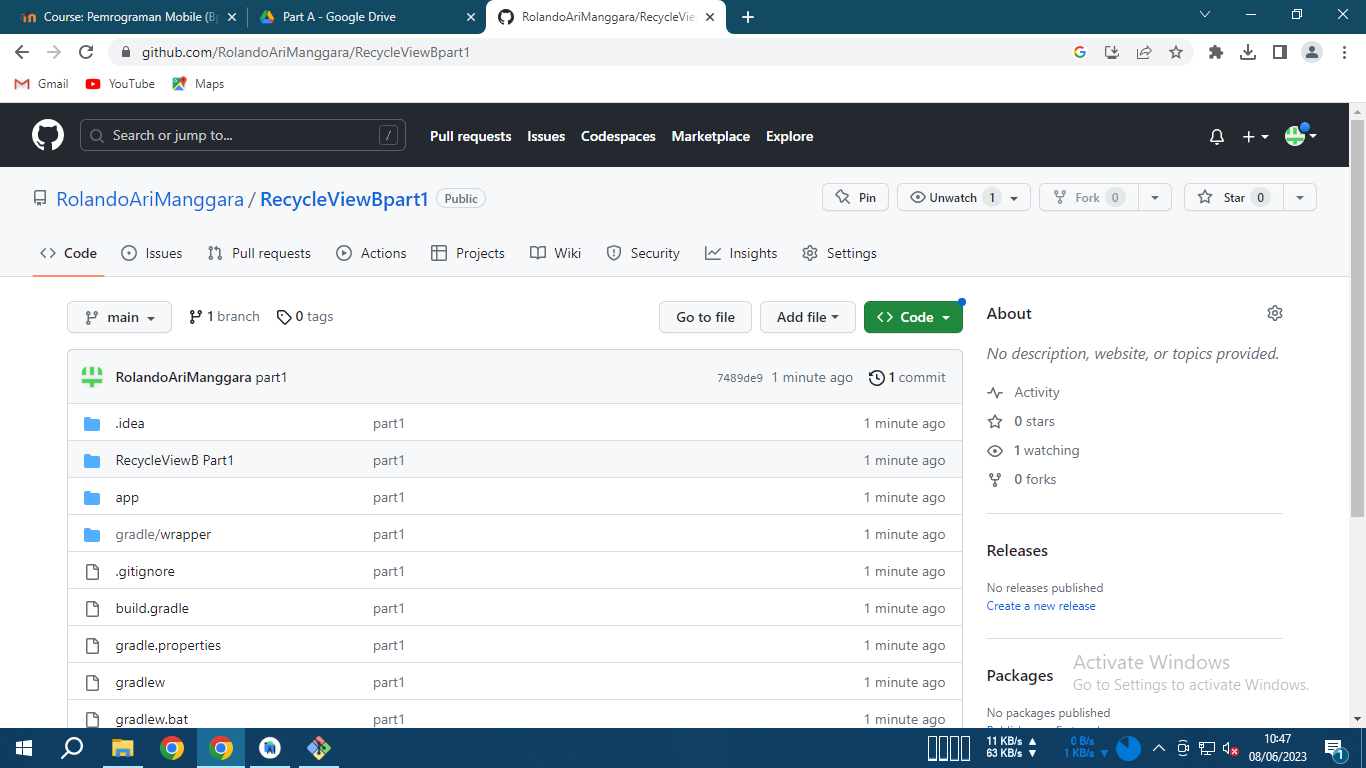 Course: Pemrograman Mobile (Bp
Part A - Google Drive
RolandoAriManggara/RecycleVie
github.com/RolandoAriManggara/RecycleViewBpart1
Gmail YouTube Maps
Search or jump to... /
Pull requests Issues Codespaces Marketplace Explore
RolandoAriManggara / RecycleViewBpart1 Public
Pin Unwatch 1 Fork 0 Star 0
Code Issues Pull requests Actions Projects Wiki Security Insights Settings
main 1 branch 0 tags Go to file Add file Code
RolandoAriManggara part1 7489de9 1 minute ago 1 commit
.idea part1 1 minute ago
RecycleViewB Part1 part1 1 minute ago
app part1 1 minute ago
gradle/wrapper part1 1 minute ago
.gitignore part1 1 minute ago
build.gradle part1 1 minute ago
gradle.properties part1 1 minute ago
gradlew part1 1 minute ago
gradlew.bat part1 1 minute ago
About
No description, website, or topics provided.
Activity
0 stars
1 watching
0 forks
Releases
No releases published
Create a new release
Packages
No packages published
Activate Windows
Go to Settings to activate Windows.
11 KB/s
63 KB/s
0 B/s
1 KB/s
10:47
08/06/2023
1